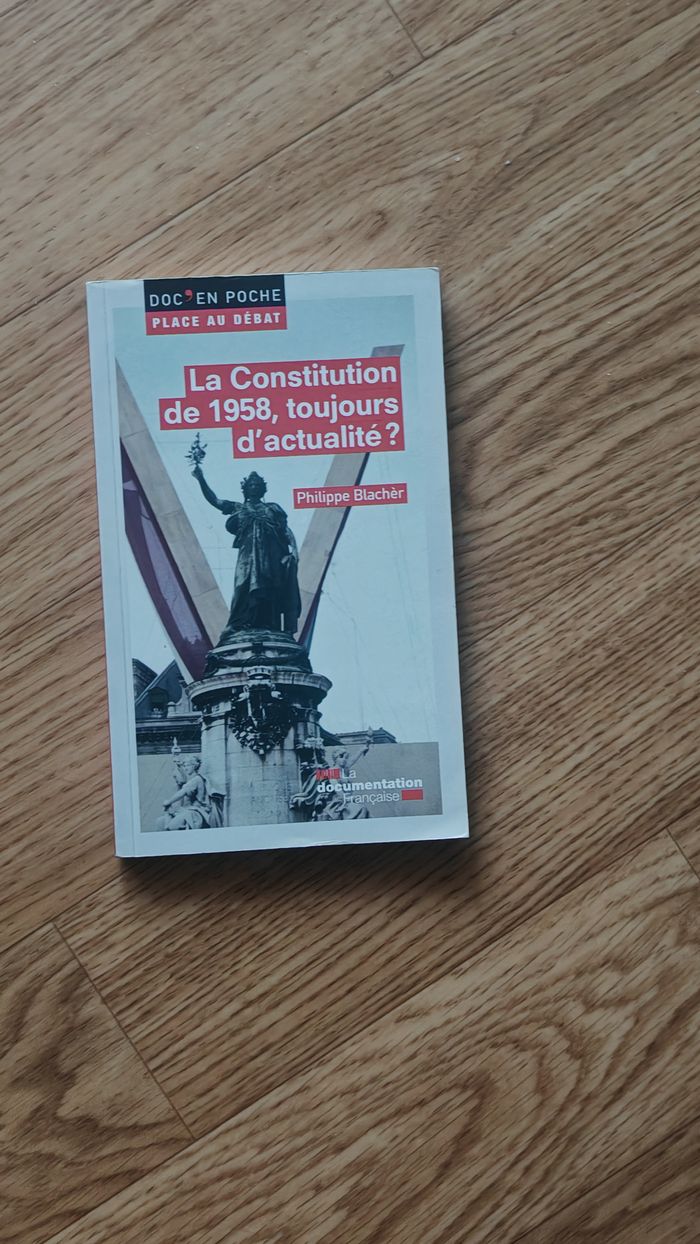 DOC'EN POCHE
PLACE AU DÉBAT
La Constitution
de 1958, toujours
d'actualité ?
Philippe Blachèr
La
documentation
Française